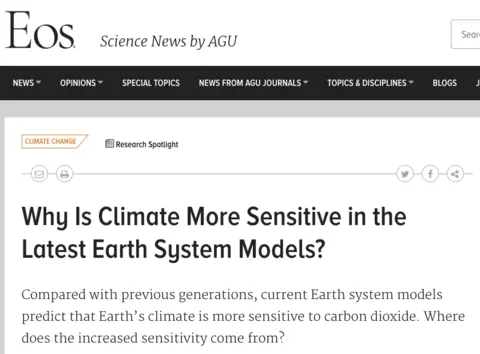 Eos. Science News by AGU
Sear
NEWS OPINIONS SPECIAL TOPICS NEWS FROM AGU JOURNALS TOPICS & DISCIPLINES BLOGS J
CLIMATE CHANGE Research Spotlight
Why Is Climate More Sensitive in the
Latest Earth System Models?
Compared with previous generations, current Earth system models
predict that Earth’s climate is more sensitive to carbon dioxide. Where
does the increased sensitivity come from?